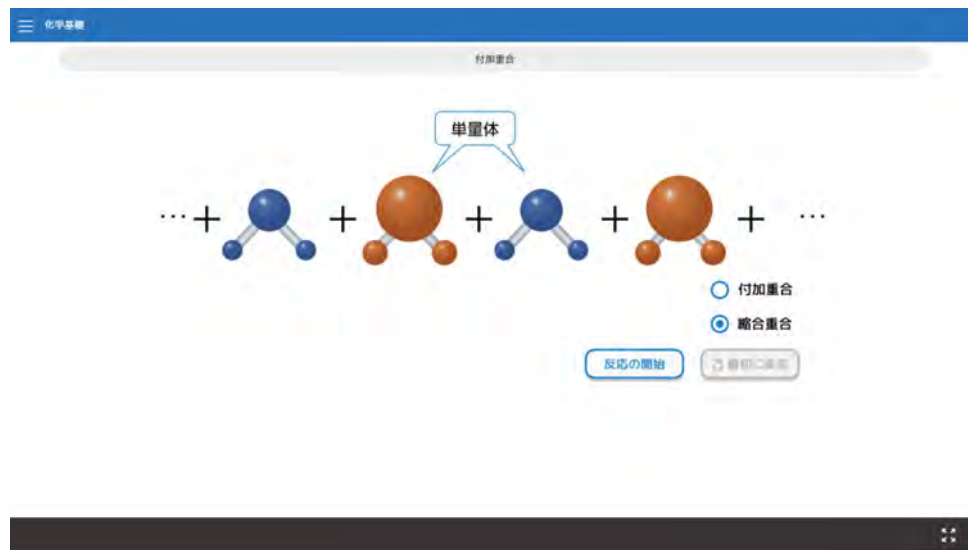 化学基礎
付加重合
単量体
…+ + + + + …
付加重合
縮合重合
反応の開始